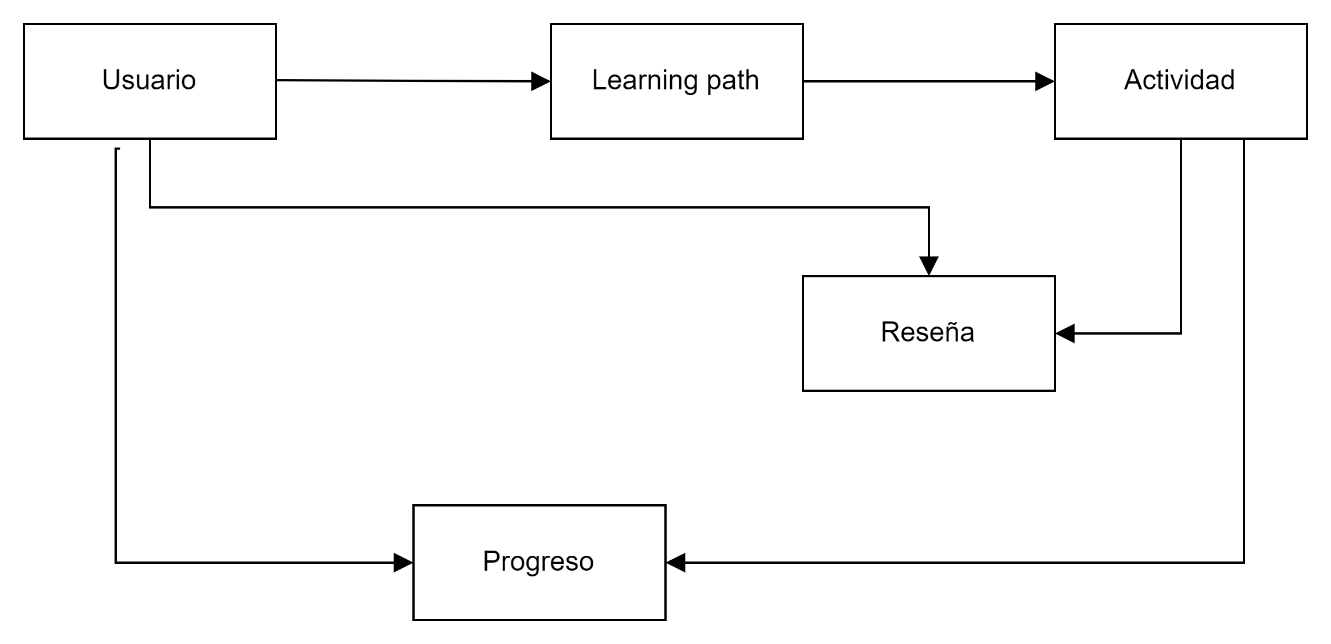 Usuario
Learning path
Actividad
Reseña
Progreso